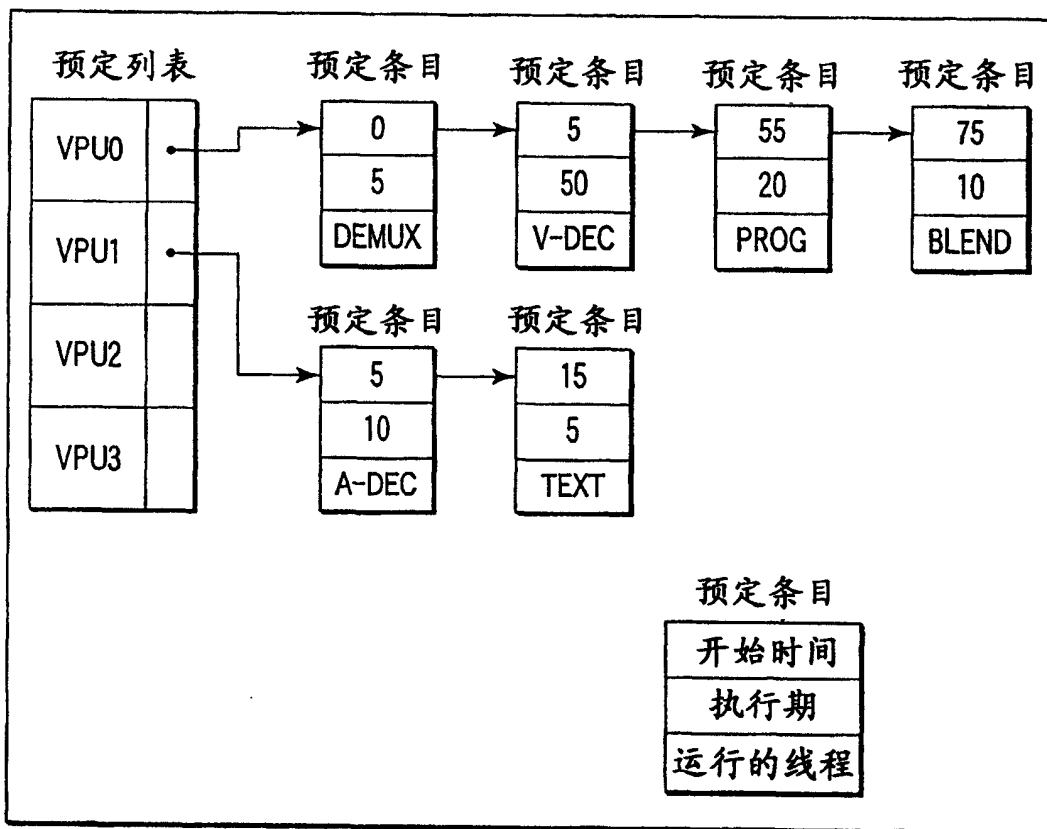 预定列表
VPU0
VPU1
VPU2
VPU3
预定条目
0
5
DEMUX
预定条目
5
50
V-DEC
预定条目
55
20
PROG
预定条目
75
10
BLEND
预定条目
5
10
A-DEC
预定条目
15
5
TEXT
预定条目
开始时间
执行期
运行的线程